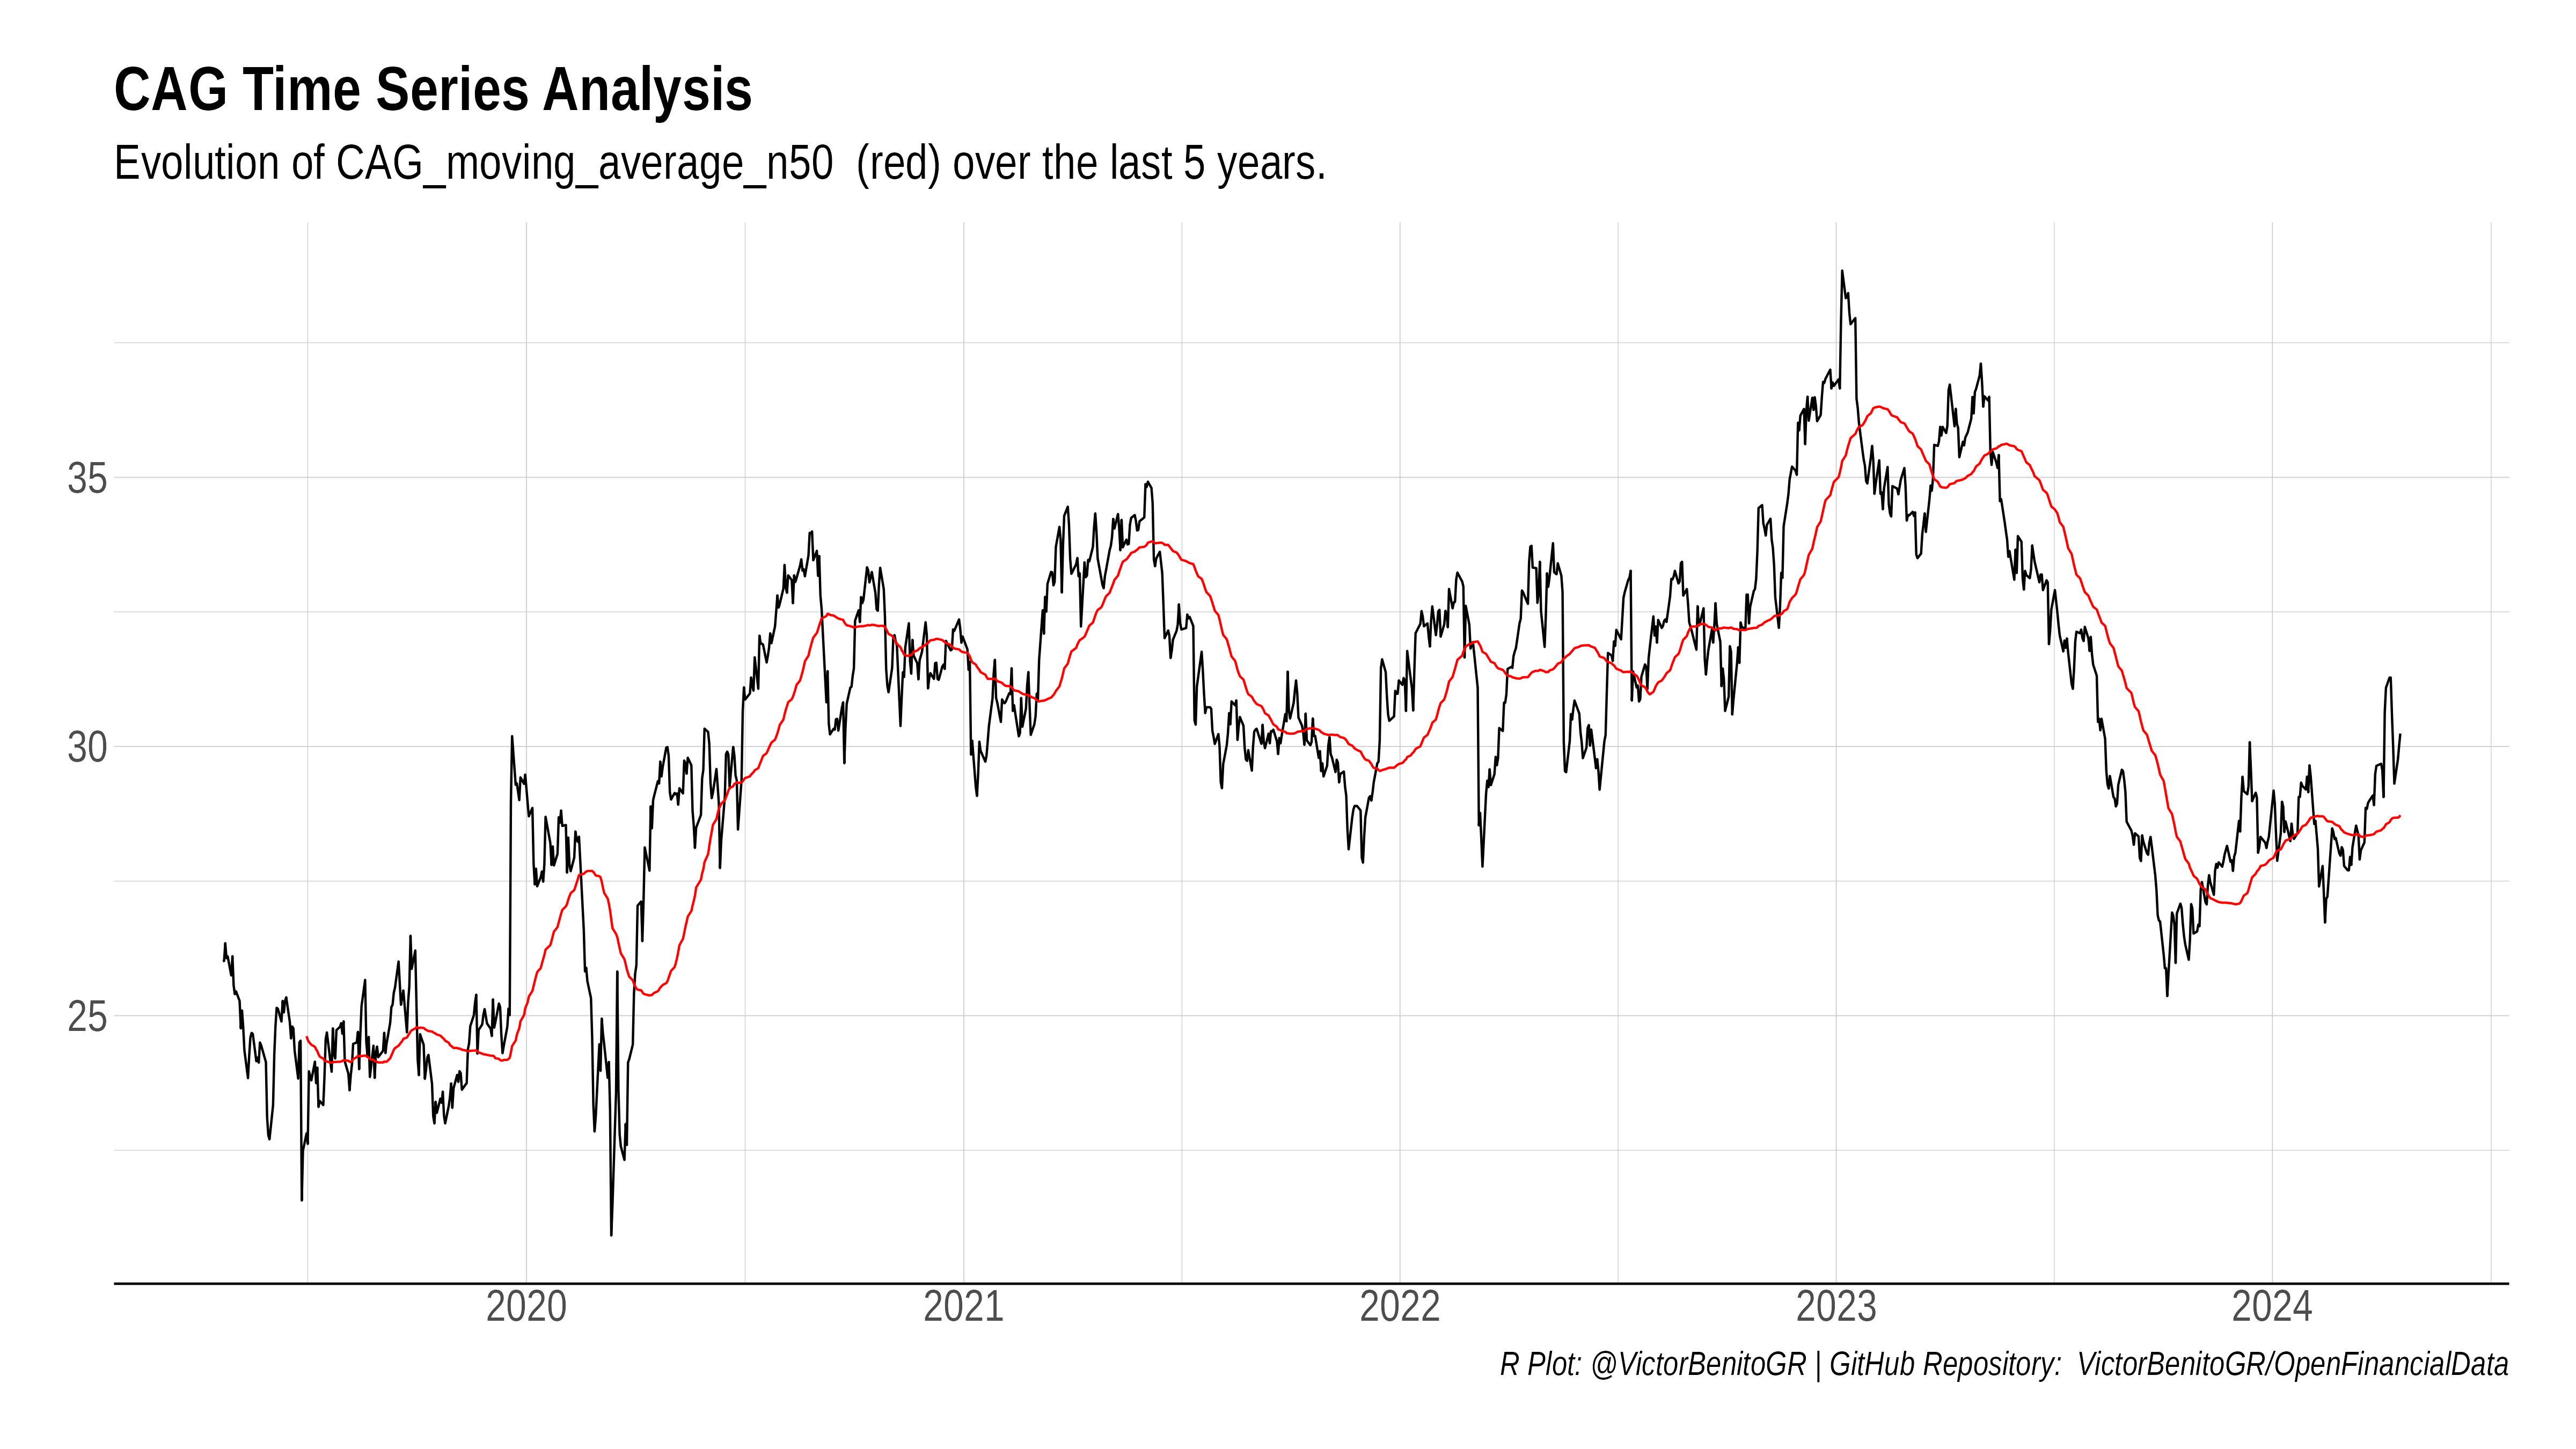 CAG Time Series Analysis
Evolution of CAG_moving_average_n50  (red) over the last 5 years.
35
30
25
2020 2021 2022 2023 2024
R Plot: @VictorBenitoGR | GitHub Repository:  VictorBenitoGR/OpenFinancialData